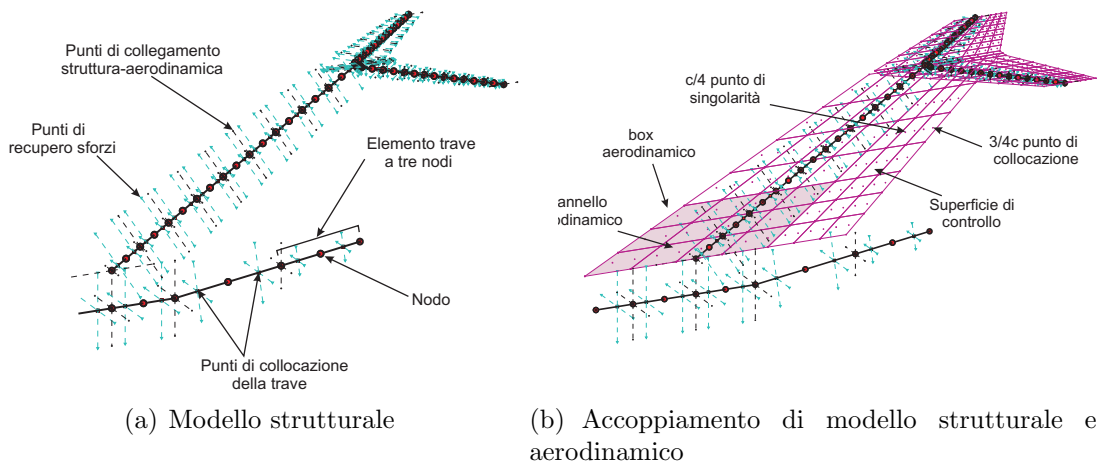 Punti di collegamento
struttura-aerodinamica
Punti di
recupero sforzi
Elemento trave
a tre nodi
Nodo
Punti di collocazione
della trave
(a) Modello strutturale
c/4 punto di
singolarità
box
aerodinamico
3/4c punto di
collocazione
annello
odinamico
Superficie di
controllo
(b) Accoppiamento di modello strutturale e
aerodinamico